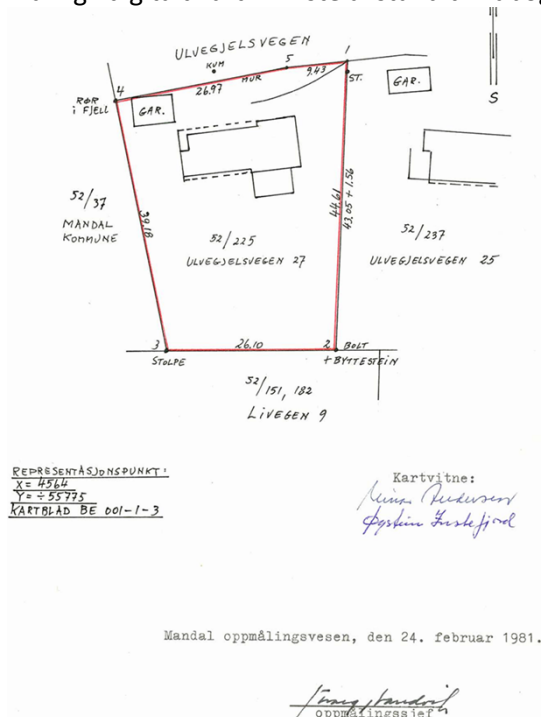 ULVEGJELSVEGEN
KUM
5
1
9.43
ST.
GAR.
MUR
26.97
4
RØR
I FJELL
GAR.
S
52/37
MANDAL
KOMMUNE
39.18
44.61
43.05 + 1.56
52/225
ULVEGJELSVEGEN 27
52/237
ULVEGJELSVEGEN 25
3
26.10
2
BOLT
STOLPE
+ BYTTESTEIN
52/151, 182
LIVEGEN 9
REPRESENTASJONSPUNKT:
X= 4564
Y= ÷ 55775
KARTBLAD BE 001-1-3
Kartvitne:
Mandal oppmålingsvesen, den 24. februar 1981.
oppmålingssjef